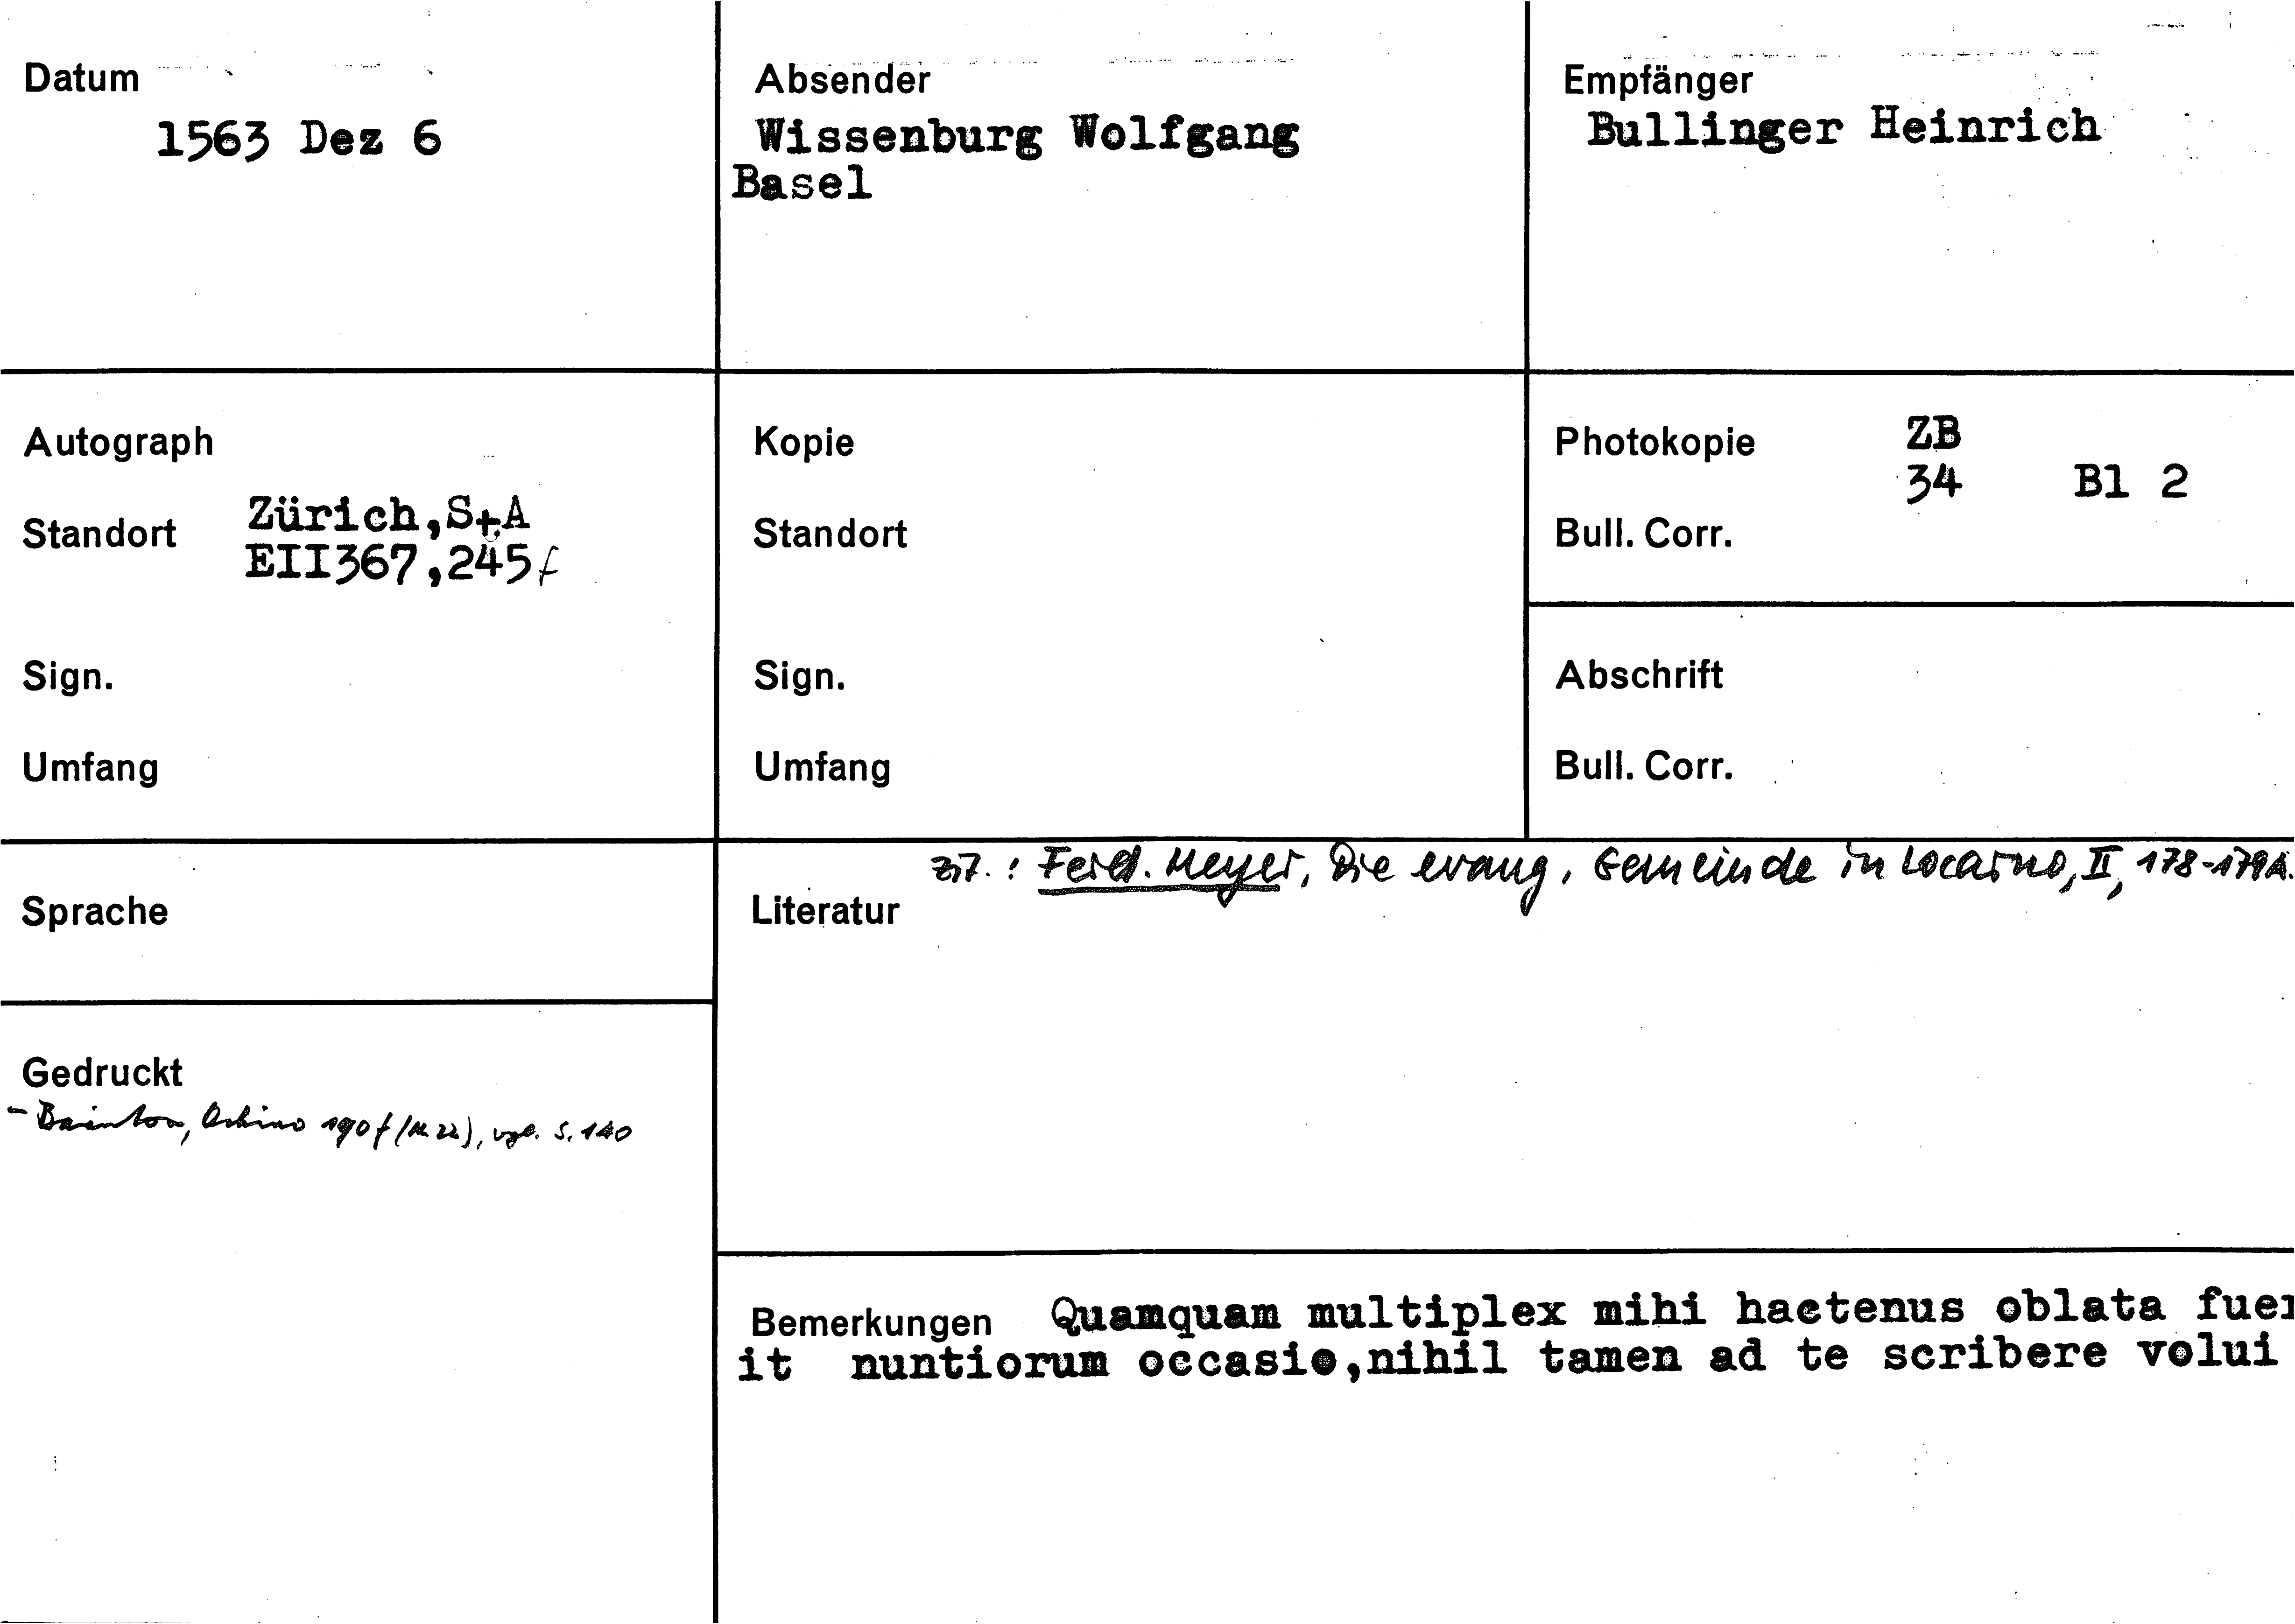 Datum
1563 Dez 6
Absender
Wissenburg Wolfgang
Basel
Empfänger
Bullinger Heinrich
Autograph
Standort Zürich, StA
EII367,245f
Sign.
Umfang
Kopie
Standort
Sign.
Umfang
Photokopie ZB
34 Bl 2
Bull. Corr.
Abschrift
Bull. Corr.
Sprache
Gedruckt
- Bainton, Ochino 190f (N. 22), vgl. S. 140
zit.: Ferd. Meyer, Die evang. Gemeinde in Locarno, II, 178-179A.
Literatur
Bemerkungen Quamquam multiplex mihi hactenus oblata fuer
it nuntiorum occasio,nihil tamen ad te scribere volui